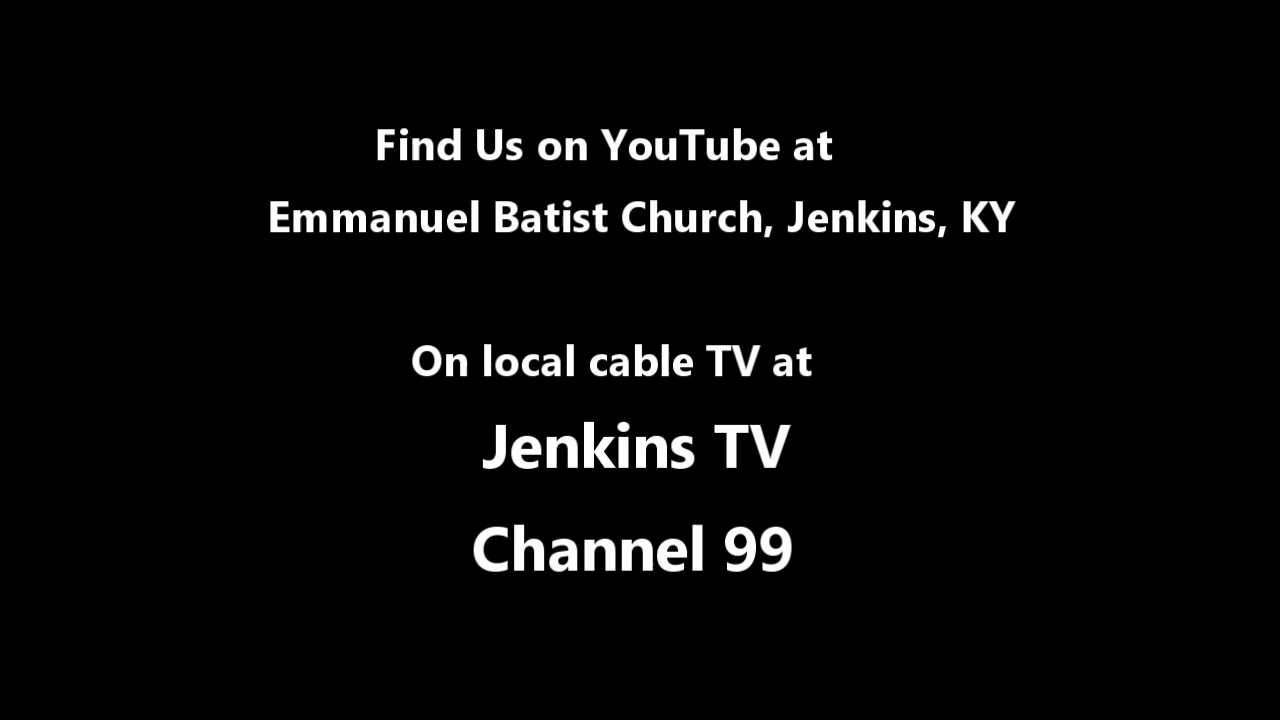 Find Us on YouTube at
Emmanuel Batist Church, Jenkins, KY
On local cable TV at
Jenkins TV
Channel 99